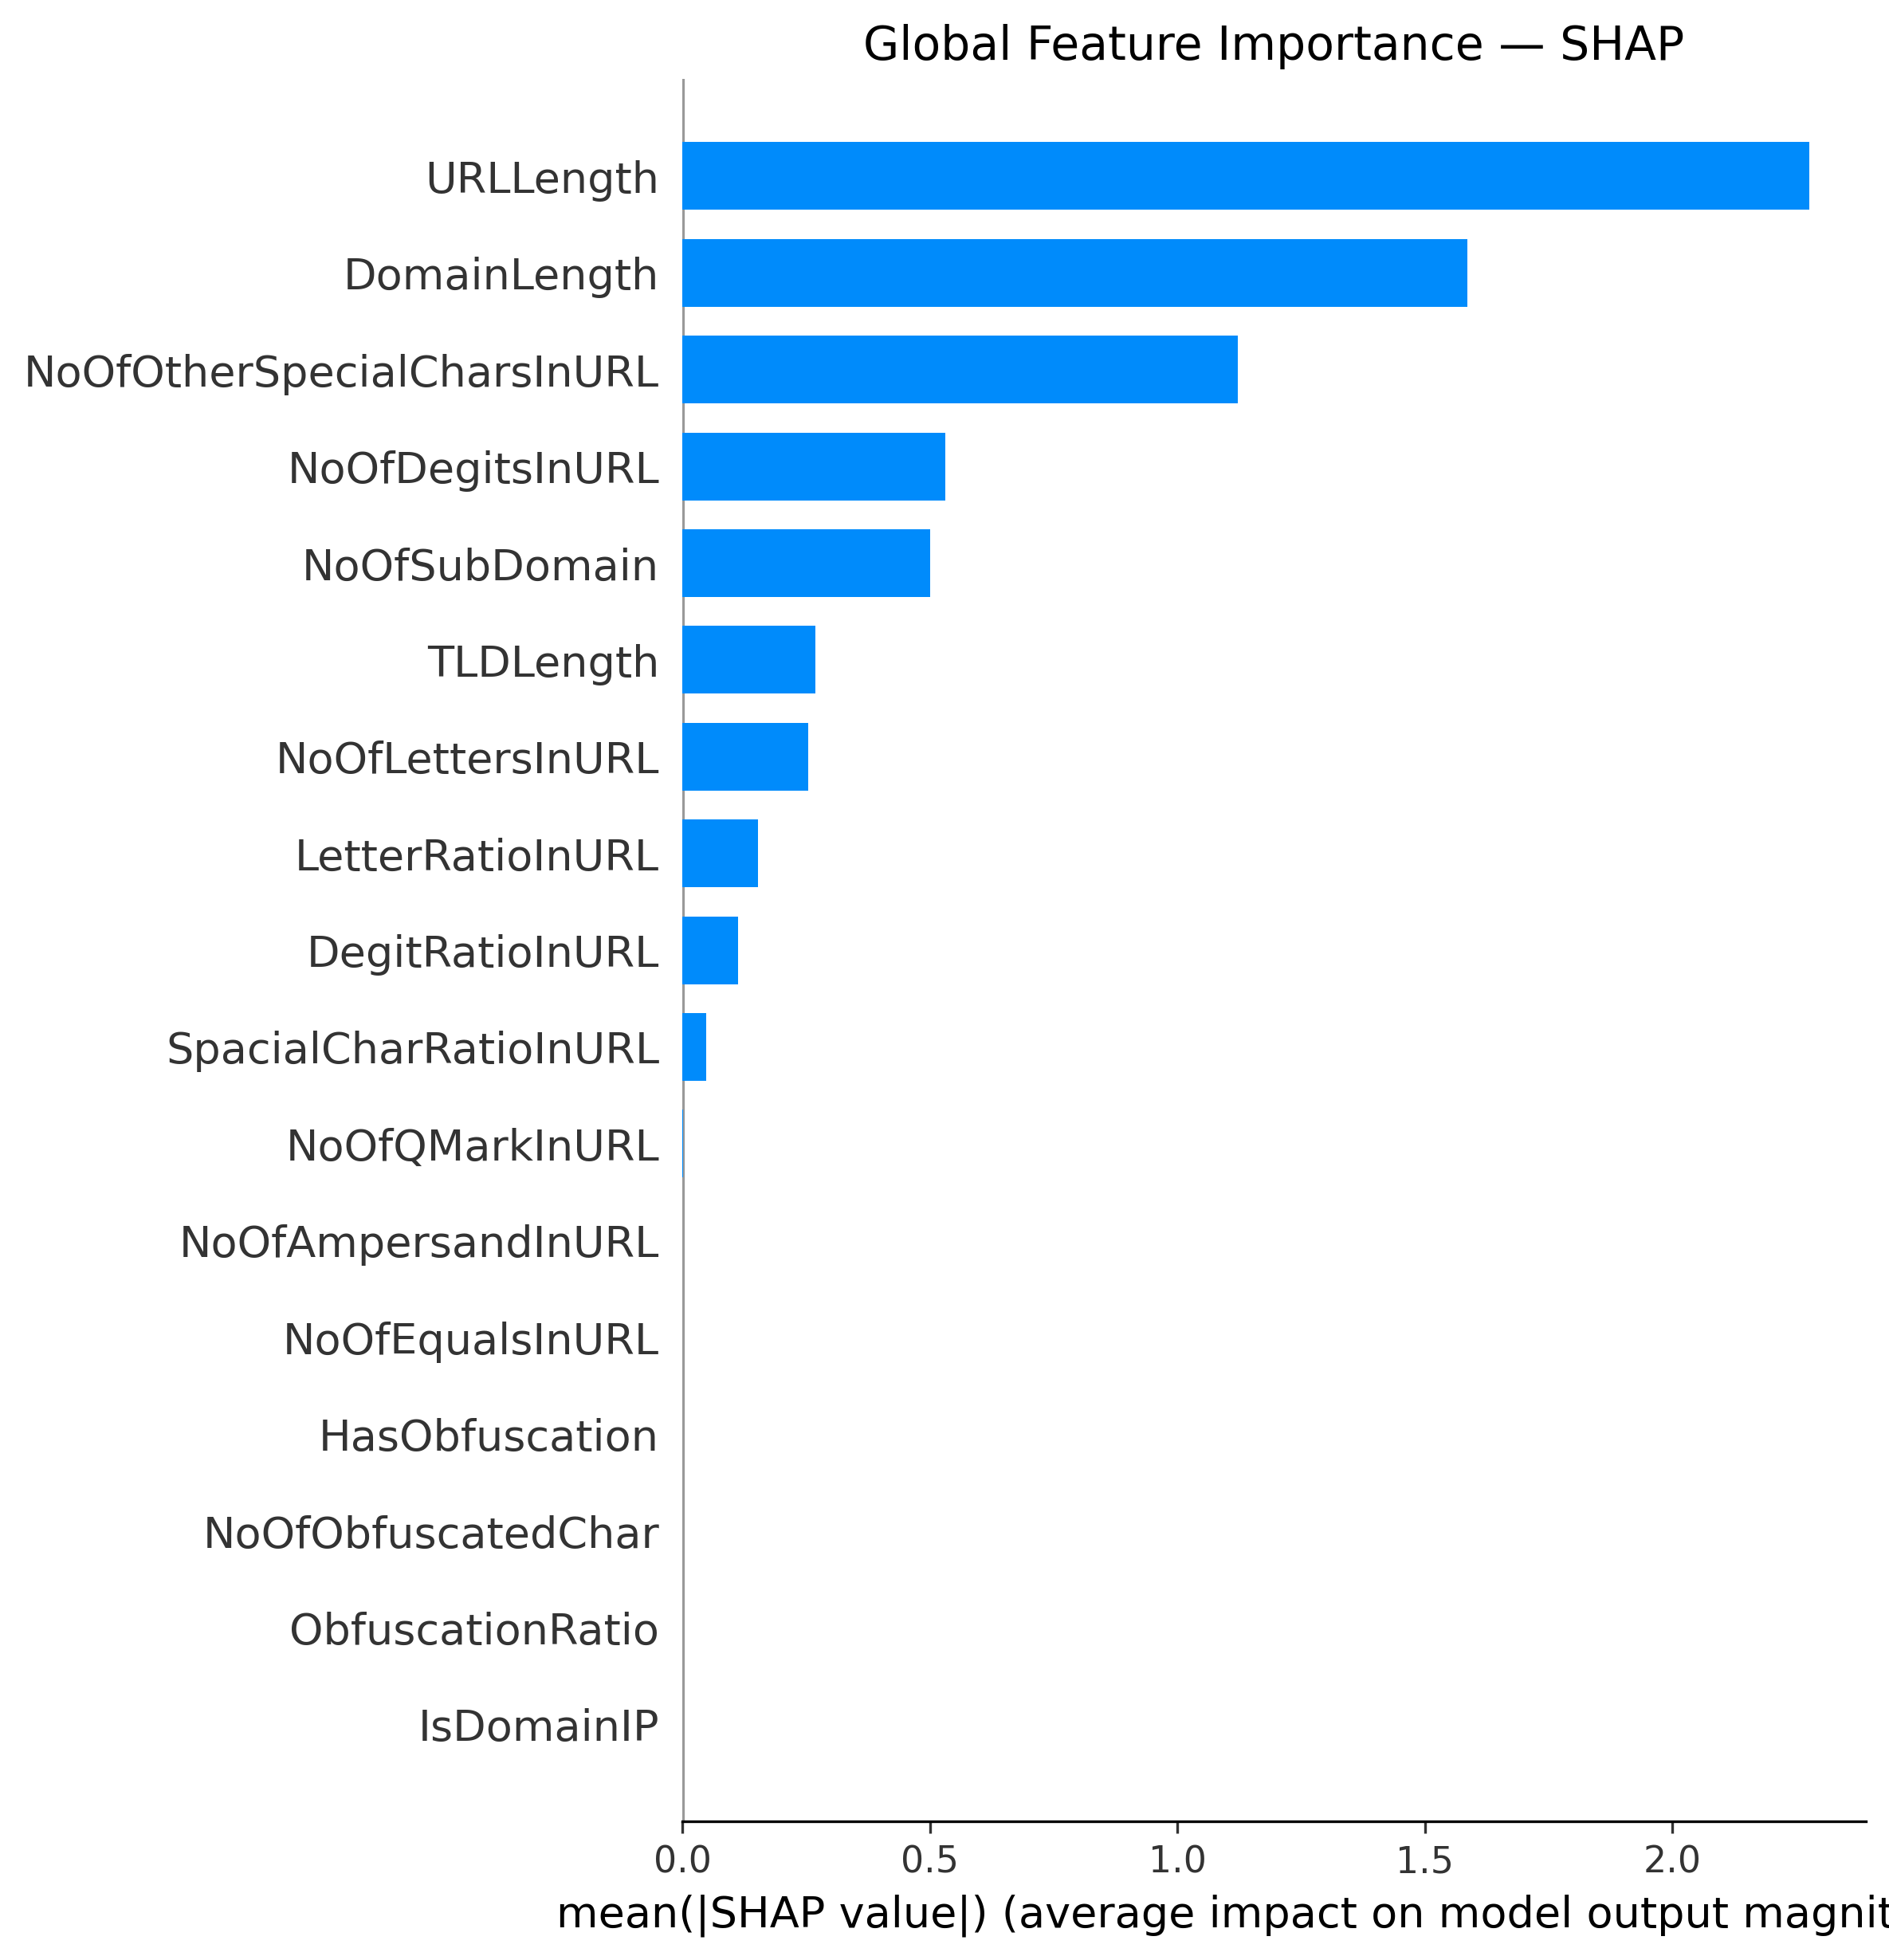 Global Feature Importance — SHAP
URLLength
DomainLength
NoOfOtherSpecialCharsInURL
NoOfDegitsInURL
NoOfSubDomain
TLDLength
NoOfLettersInURL
LetterRatioInURL
DegitRatioInURL
SpacialCharRatioInURL
NoOfQMarkInURL
NoOfAmpersandInURL
NoOfEqualsInURL
HasObfuscation
NoOfObfuscatedChar
ObfuscationRatio
IsDomainIP
0.0 0.5 1.0 1.5 2.0
mean(|SHAP value|) (average impact on model output magnit